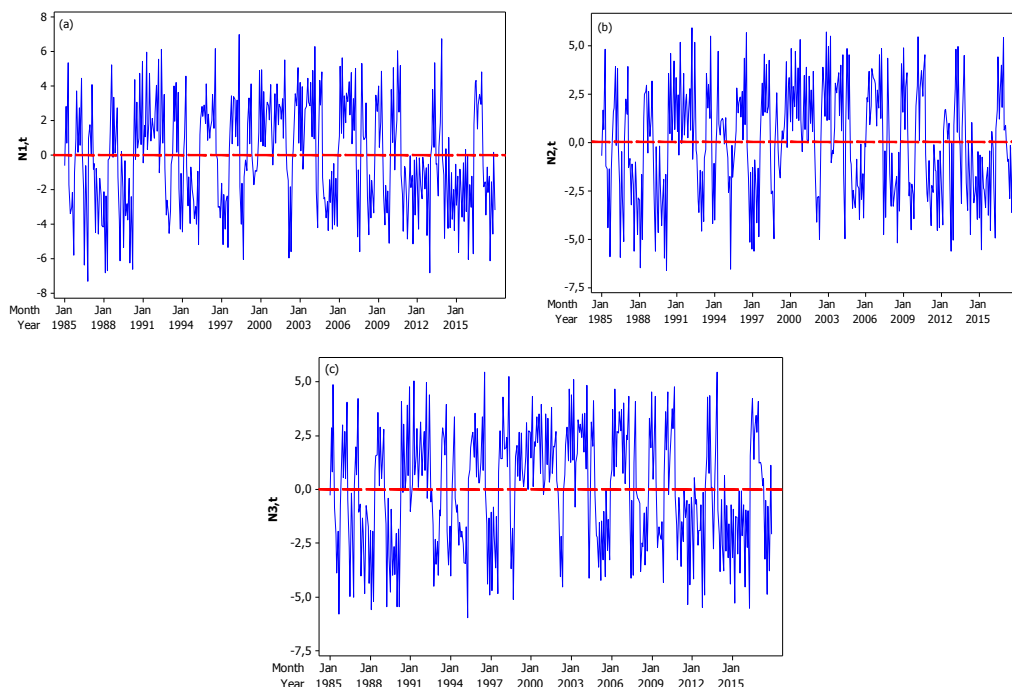 (a)
N1,t
8
6
4
2
0
-2
-4
-6
-8
Month Jan Jan Jan Jan Jan Jan Jan Jan Jan Jan Jan
Year 1985 1988 1991 1994 1997 2000 2003 2006 2009 2012 2015
(b)
N2,t
5,0
2,5
0,0
-2,5
-5,0
-7,5
Month Jan Jan Jan Jan Jan Jan Jan Jan Jan Jan Jan
Year 1985 1988 1991 1994 1997 2000 2003 2006 2009 2012 2015
(c)
N3,t
5,0
2,5
0,0
-2,5
-5,0
-7,5
Month Jan Jan Jan Jan Jan Jan Jan Jan Jan Jan Jan
Year 1985 1988 1991 1994 1997 2000 2003 2006 2009 2012 2015